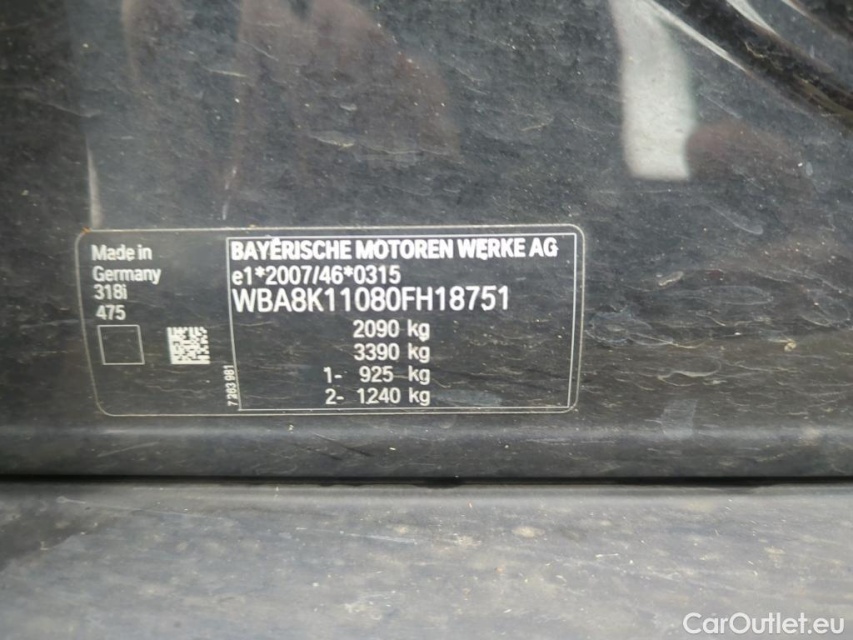 Made in
Germany
318i
475
BAYERISCHE MOTOREN WERKE AG
e1*2007/46*0315
WBA8K11080FH18751
2090 kg
3390 kg
1- 925 kg
2- 1240 kg
7 263 981
CarOutlet.eu